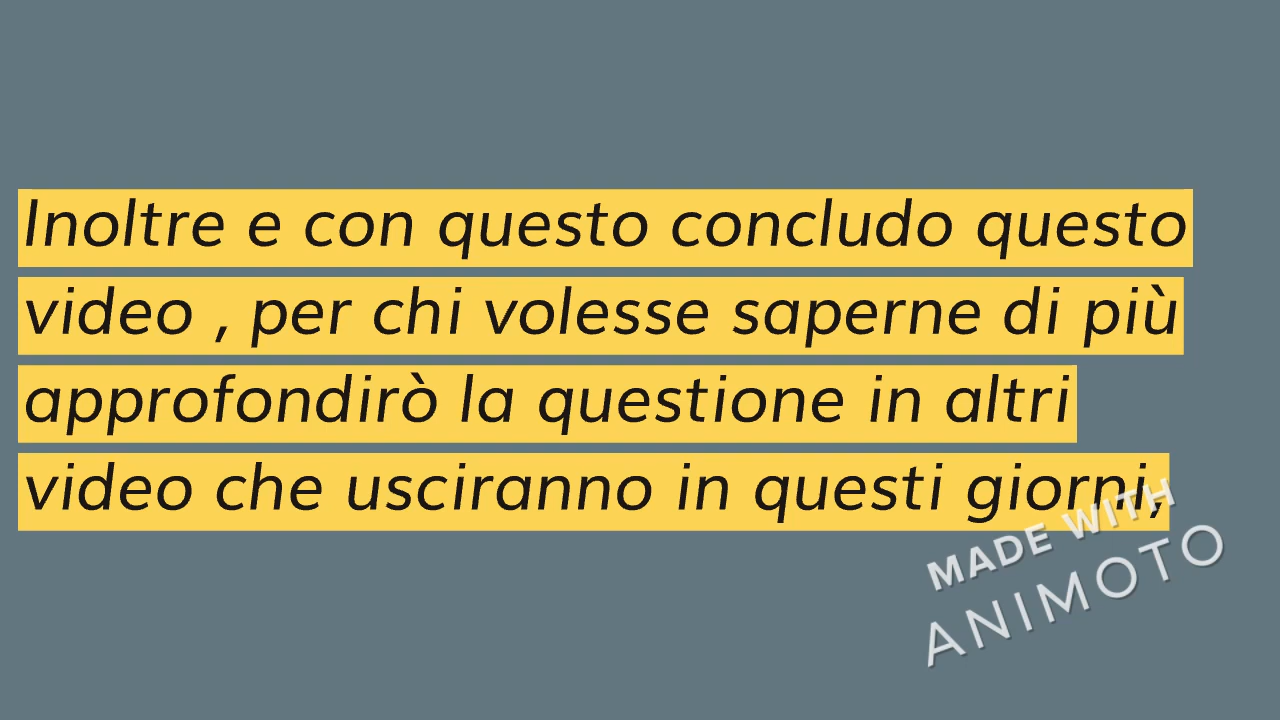 Inoltre e con questo concludo questo
video , per chi volesse saperne di più
approfondirò la questione in altri
video che usciranno in questi giorni,
MADE WITH
ANIMOTO